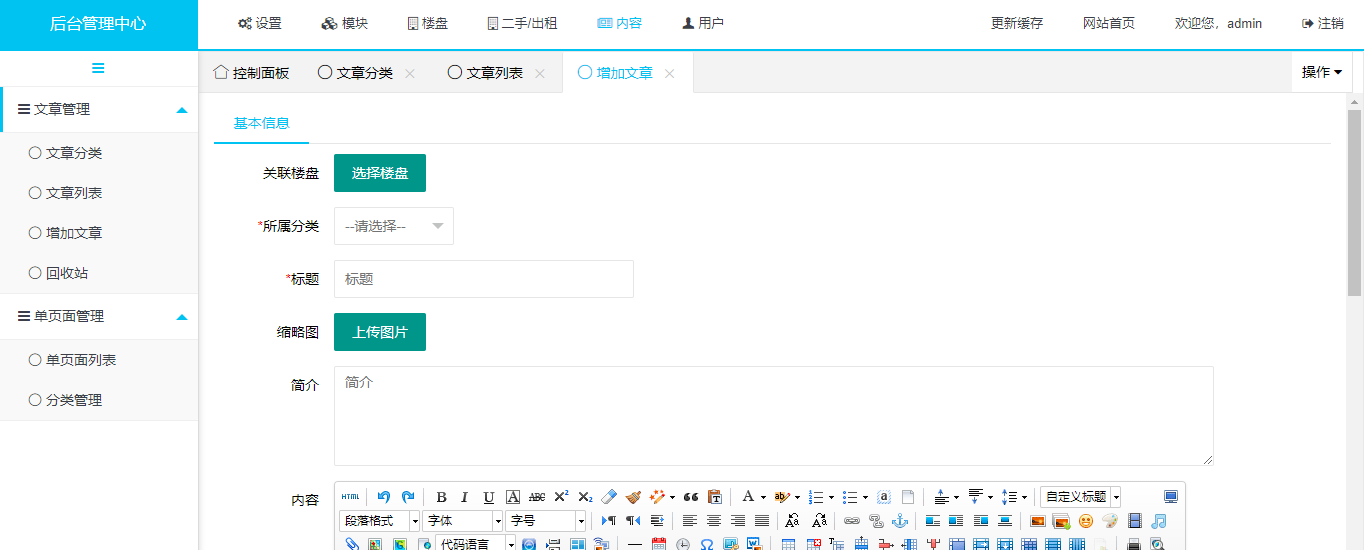 后台管理中心 设置 模块 楼盘 二手/出租 内容 用户 更新缓存 网站首页 欢迎您，admin 注销
控制面板 文章分类 文章列表 增加文章 操作
文章管理
文章分类
文章列表
增加文章
回收站
单页面管理
单页面列表
分类管理
基本信息
关联楼盘 选择楼盘
*所属分类 --请选择--
*标题 标题
缩略图 上传图片
简介 简介
内容 HTML B I U A ABC X² X₂ A ab 自定义标题
段落格式 字体 字号
代码语言